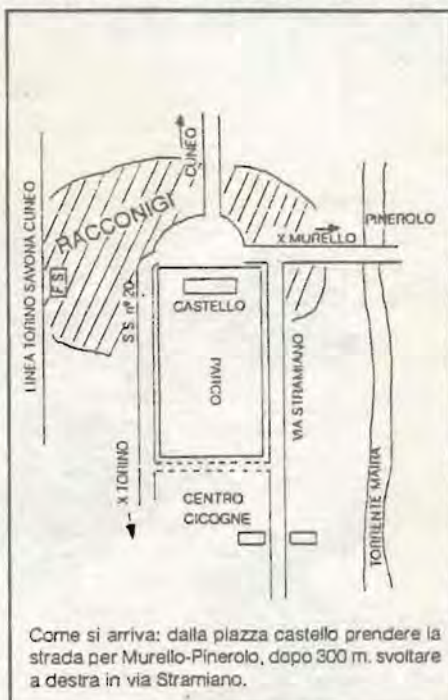 CUNEO
RACCONIGI
PINEROLO
X MURELLO
LINEA TORINO SAVONA CUNEO
F S
S S nº 20
CASTELLO
PARCO
VIA STRAMIANO
X TORINO
CENTRO
CICOGNE
TORRENTE MAIRA
Come si arriva: dalla piazza castello prendere la
strada per Murello-Pinerolo, dopo 300 m. svoltare
a destra in via Stramiano.